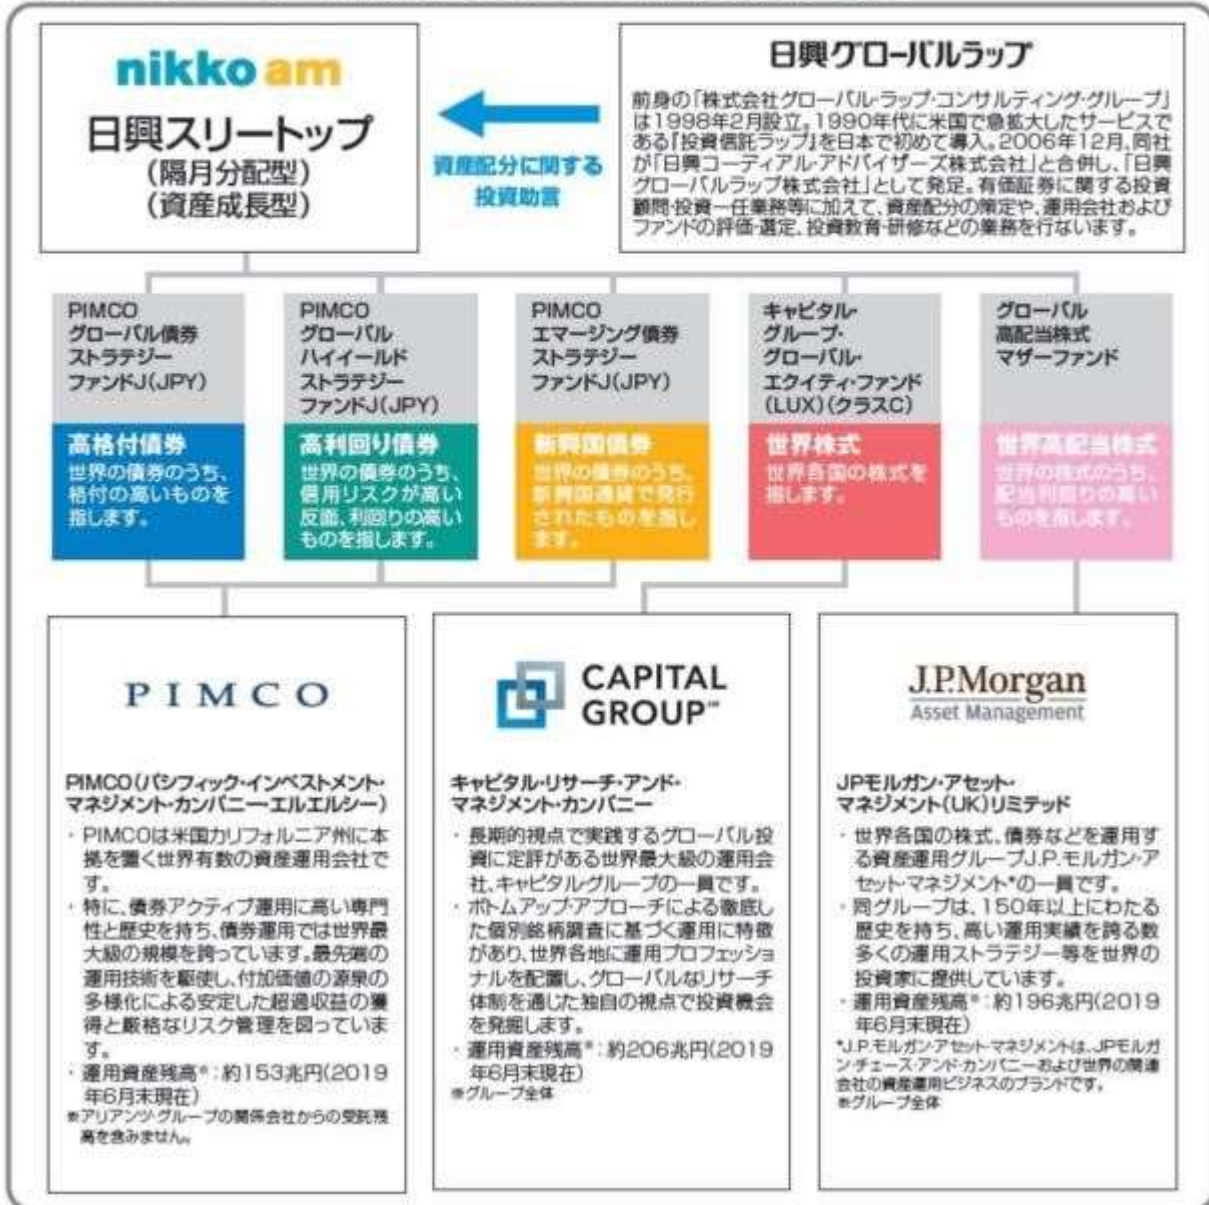 nikko am
日興スリートップ
(隔月分配型)
(資産成長型)
資産配分に関する
投資助言
日興グローバルラップ
前身の「株式会社グローバル・ラップ・コンサルティング・グループ」
は1998年2月設立。1990年代に米国で急拡大したサービスで
ある「投資信託ラップ」を日本で初めて導入。2006年12月、同社
が「日興コーディアル・アドバイザーズ株式会社」と合併し、「日興
グローバルラップ株式会社」として発足。有価証券に関する投資
顧問・投資一任業務等に加えて、資産配分の策定や、運用会社および
ファンドの評価・選定、投資教育・研修などの業務を行ないます。
PIMCO
グローバル債券
ストラテジー
ファンドJ(JPY)
高格付債券
世界の債券のうち、
格付の高いものを
指します。
PIMCO
グローバル
ハイイールド
ストラテジー
ファンドJ(JPY)
高利回り債券
世界の債券のうち、
信用リスクが高い
反面、利回りの高い
ものを指します。
PIMCO
エマージング債券
ストラテジー
ファンドJ(JPY)
新興国債券
世界の債券のうち、
新興国通貨で発行
されたものを指し
ます。
キャピタル・
グループ・
グローバル・
エクイティ・ファンド
(LUX)(クラスC)
世界株式
世界各国の株式を
指します。
グローバル
高配当株式
マザーファンド
世界高配当株式
世界の株式のうち、
配当利回りの高い
ものを指します。
PIMCO
PIMCO(パシフィック・インベストメント・
マネジメント・カンパニー・エルエルシー)
・PIMCOは米国カリフォルニア州に本
拠を置く世界有数の資産運用会社で
す。
・特に、債券アクティブ運用に高い専門
性と歴史を持ち、債券運用では世界最
大級の規模を誇っています。最先端の
運用技術を駆使し、付加価値の源泉の
多様化による安定した超過収益の獲
得と厳格なリスク管理を図っていま
す。
・運用資産残高※：約153兆円(2019
年6月末現在)
※アリアンツ・グループの関係会社からの受託残
高を含みません。
CAPITAL
GROUP℠
キャピタル・リサーチ・アンド・
マネジメント・カンパニー
・長期的視点で実践するグローバル投
資に定評がある世界最大級の運用会
社、キャピタル・グループの一員です。
・ボトムアップ・アプローチによる徹底し
た個別銘柄調査に基づく運用に特徴
があり、世界各地に運用プロフェッショ
ナルを配置し、グローバルなリサーチ
体制を通じた独自の視点で投資機会
を発掘します。
・運用資産残高※：約206兆円(2019
年6月末現在)
※グループ全体
J.P.Morgan
Asset Management
JPモルガン・アセット・
マネジメント(UK)リミテッド
・世界各国の株式、債券などを運用す
る資産運用グループJ.P.モルガン・ア
セット・マネジメント*の一員です。
・同グループは、150年以上にわたる
歴史を持ち、高い運用実績を誇る数
多くの運用ストラテジー等を世界の
投資家に提供しています。
・運用資産残高※：約196兆円(2019
年6月末現在)
*J.P.モルガン・アセット・マネジメントは、JPモルガ
ン・チェース・アンド・カンパニーおよび世界の関連
会社の資産運用ビジネスのブランドです。
※グループ全体